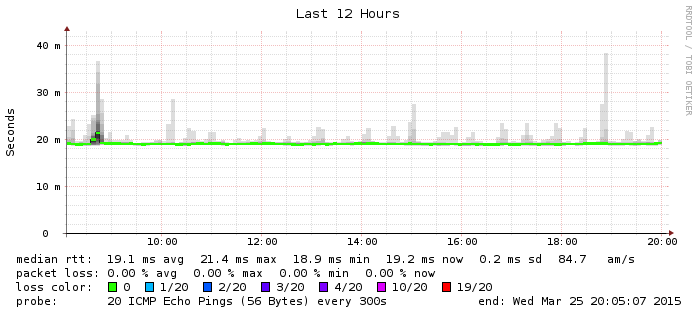 Last 12 Hours
RRDTOOL / TOBI OETIKER
Seconds
40 m
30 m
20 m
10 m
0
10:00 12:00 14:00 16:00 18:00 20:00
median rtt: 19.1 ms avg 21.4 ms max 18.9 ms min 19.2 ms now 0.2 ms sd 84.7 am/s
packet loss: 0.00 % avg 0.00 % max 0.00 % min 0.00 % now
loss color: 0 1/20 2/20 3/20 4/20 10/20 19/20
probe: 20 ICMP Echo Pings (56 Bytes) every 300s end: Wed Mar 25 20:05:07 2015